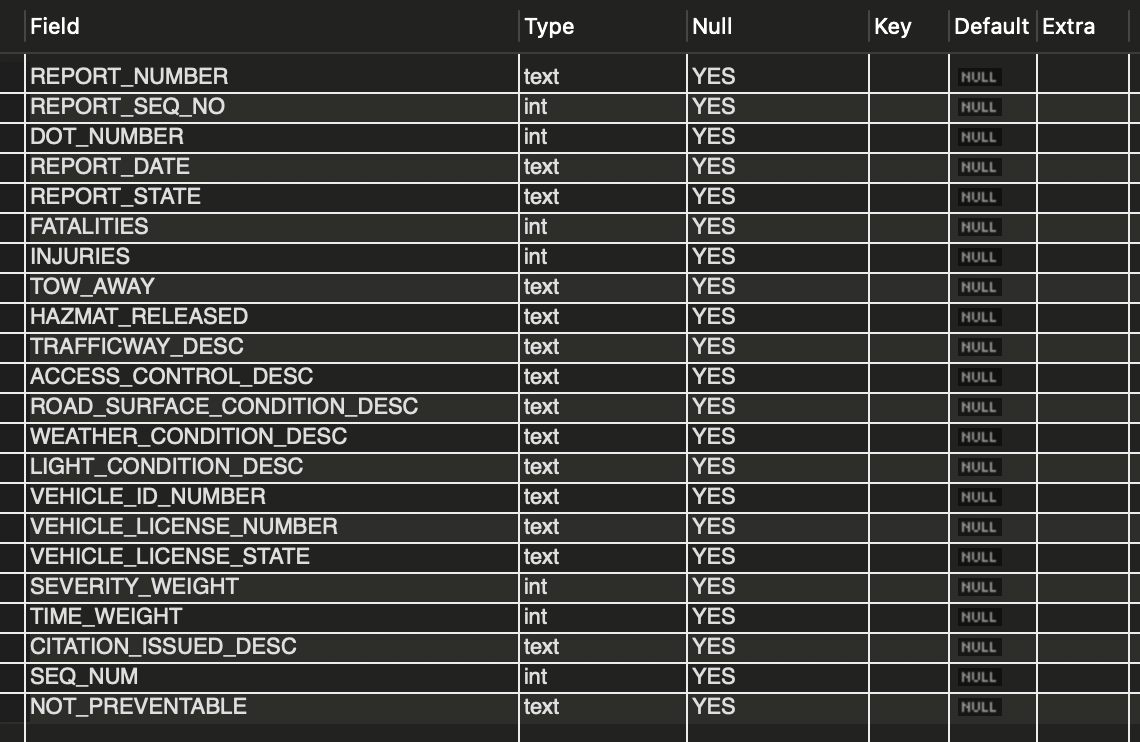 Field Type Null Key Default Extra
REPORT_NUMBER text YES NULL
REPORT_SEQ_NO int YES NULL
DOT_NUMBER int YES NULL
REPORT_DATE text YES NULL
REPORT_STATE text YES NULL
FATALITIES int YES NULL
INJURIES int YES NULL
TOW_AWAY text YES NULL
HAZMAT_RELEASED text YES NULL
TRAFFICWAY_DESC text YES NULL
ACCESS_CONTROL_DESC text YES NULL
ROAD_SURFACE_CONDITION_DESC text YES NULL
WEATHER_CONDITION_DESC text YES NULL
LIGHT_CONDITION_DESC text YES NULL
VEHICLE_ID_NUMBER text YES NULL
VEHICLE_LICENSE_NUMBER text YES NULL
VEHICLE_LICENSE_STATE text YES NULL
SEVERITY_WEIGHT int YES NULL
TIME_WEIGHT int YES NULL
CITATION_ISSUED_DESC text YES NULL
SEQ_NUM int YES NULL
NOT_PREVENTABLE text YES NULL